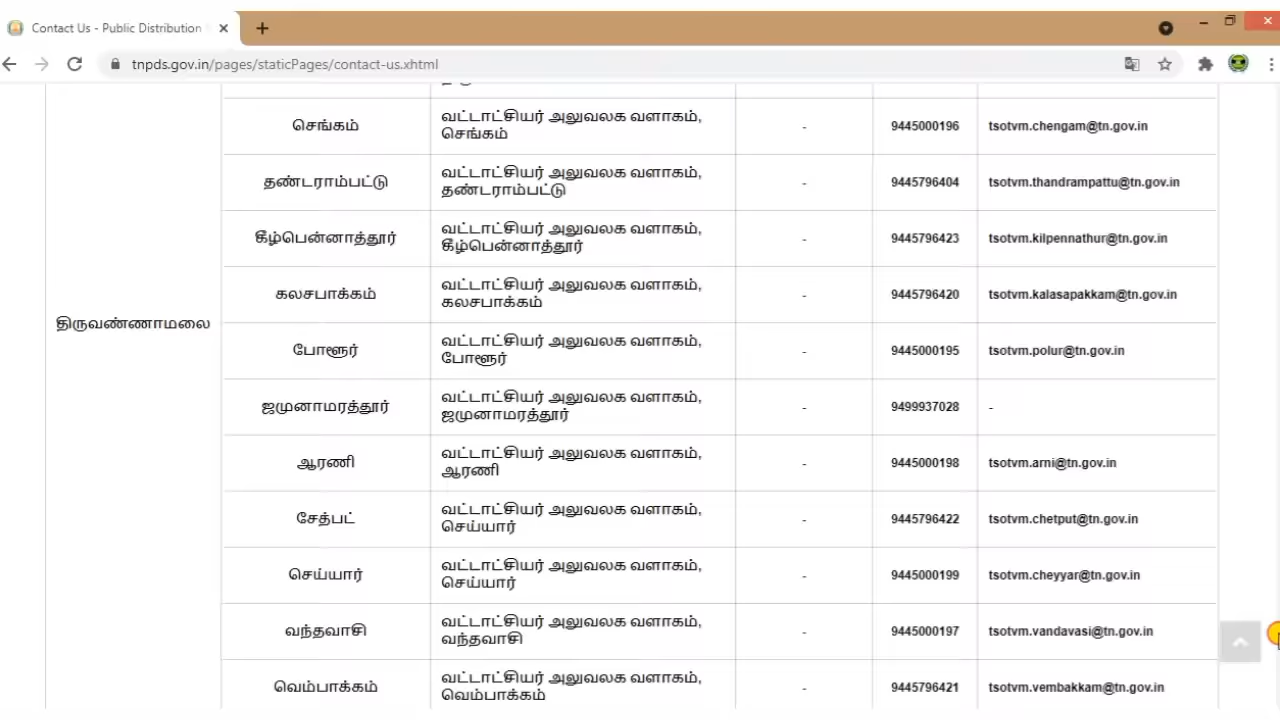 Contact Us - Public Distribution
tnpds.gov.in/pages/staticPages/contact-us.xhtml
செங்கம்
வட்டாட்சியர் அலுவலக வளாகம்,
செங்கம்
-
9445000196
tsotvm.chengam@tn.gov.in
தண்டராம்பட்டு
வட்டாட்சியர் அலுவலக வளாகம்,
தண்டராம்பட்டு
-
9445796404
tsotvm.thandrampattu@tn.gov.in
கீழ்பென்னாத்தூர்
வட்டாட்சியர் அலுவலக வளாகம்,
கீழ்பென்னாத்தூர்
-
9445796423
tsotvm.kilpennathur@tn.gov.in
கலசபாக்கம்
வட்டாட்சியர் அலுவலக வளாகம்,
கலசபாக்கம்
-
9445796420
tsotvm.kalasapakkam@tn.gov.in
திருவண்ணாமலை
போளூர்
வட்டாட்சியர் அலுவலக வளாகம்,
போளூர்
-
9445000195
tsotvm.polur@tn.gov.in
ஜமுனாமரத்தூர்
வட்டாட்சியர் அலுவலக வளாகம்,
ஜமுனாமரத்தூர்
-
9499937028
-
ஆரணி
வட்டாட்சியர் அலுவலக வளாகம்,
ஆரணி
-
9445000198
tsotvm.arni@tn.gov.in
சேத்பட்
வட்டாட்சியர் அலுவலக வளாகம்,
செய்யார்
-
9445796422
tsotvm.chetput@tn.gov.in
செய்யார்
வட்டாட்சியர் அலுவலக வளாகம்,
செய்யார்
-
9445000199
tsotvm.cheyyar@tn.gov.in
வந்தவாசி
வட்டாட்சியர் அலுவலக வளாகம்,
வந்தவாசி
-
9445000197
tsotvm.vandavasi@tn.gov.in
வெம்பாக்கம்
வட்டாட்சியர் அலுவலக வளாகம்,
வெம்பாக்கம்
-
9445796421
tsotvm.vembakkam@tn.gov.in